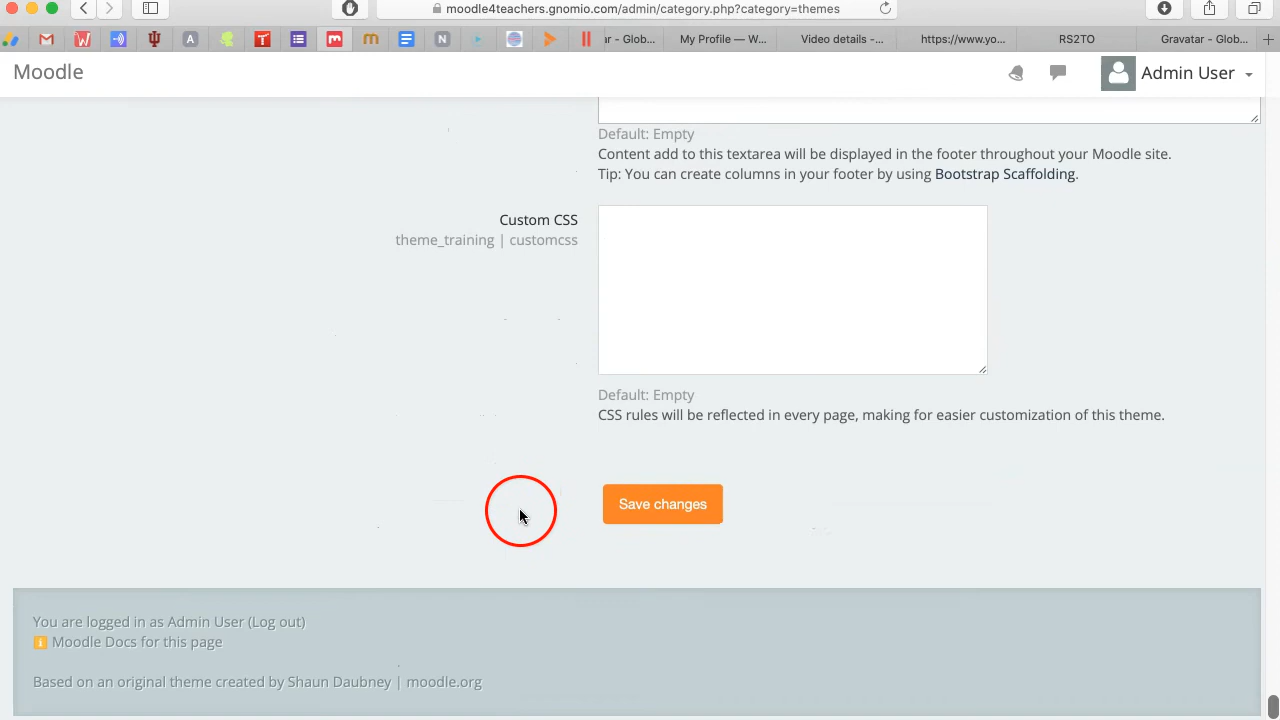 moodle4teachers.gnomio.com/admin/category.php?category=themes
ar - Glob... My Profile — W... Video details -... https://www.yo... RS2TO Gravatar - Glob...
Moodle
Admin User
Default: Empty
Content add to this textarea will be displayed in the footer throughout your Moodle site.
Tip: You can create columns in your footer by using Bootstrap Scaffolding.
Custom CSS
theme_training | customcss
Default: Empty
CSS rules will be reflected in every page, making for easier customization of this theme.
Save changes
You are logged in as Admin User (Log out)
Moodle Docs for this page
Based on an original theme created by Shaun Daubney | moodle.org